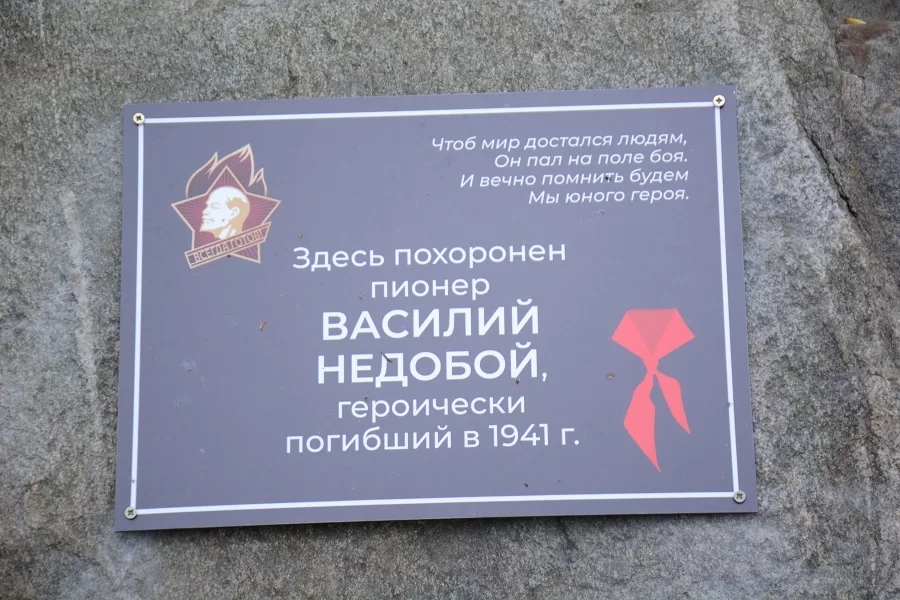 Чтоб мир достался людям,
Он пал на поле боя.
И вечно помнить будем
Мы юного героя.
ВСЕГДА ГОТОВ!
Здесь похоронен
пионер
ВАСИЛИЙ
НЕДОБОЙ,
героически
погибший в 1941 г.